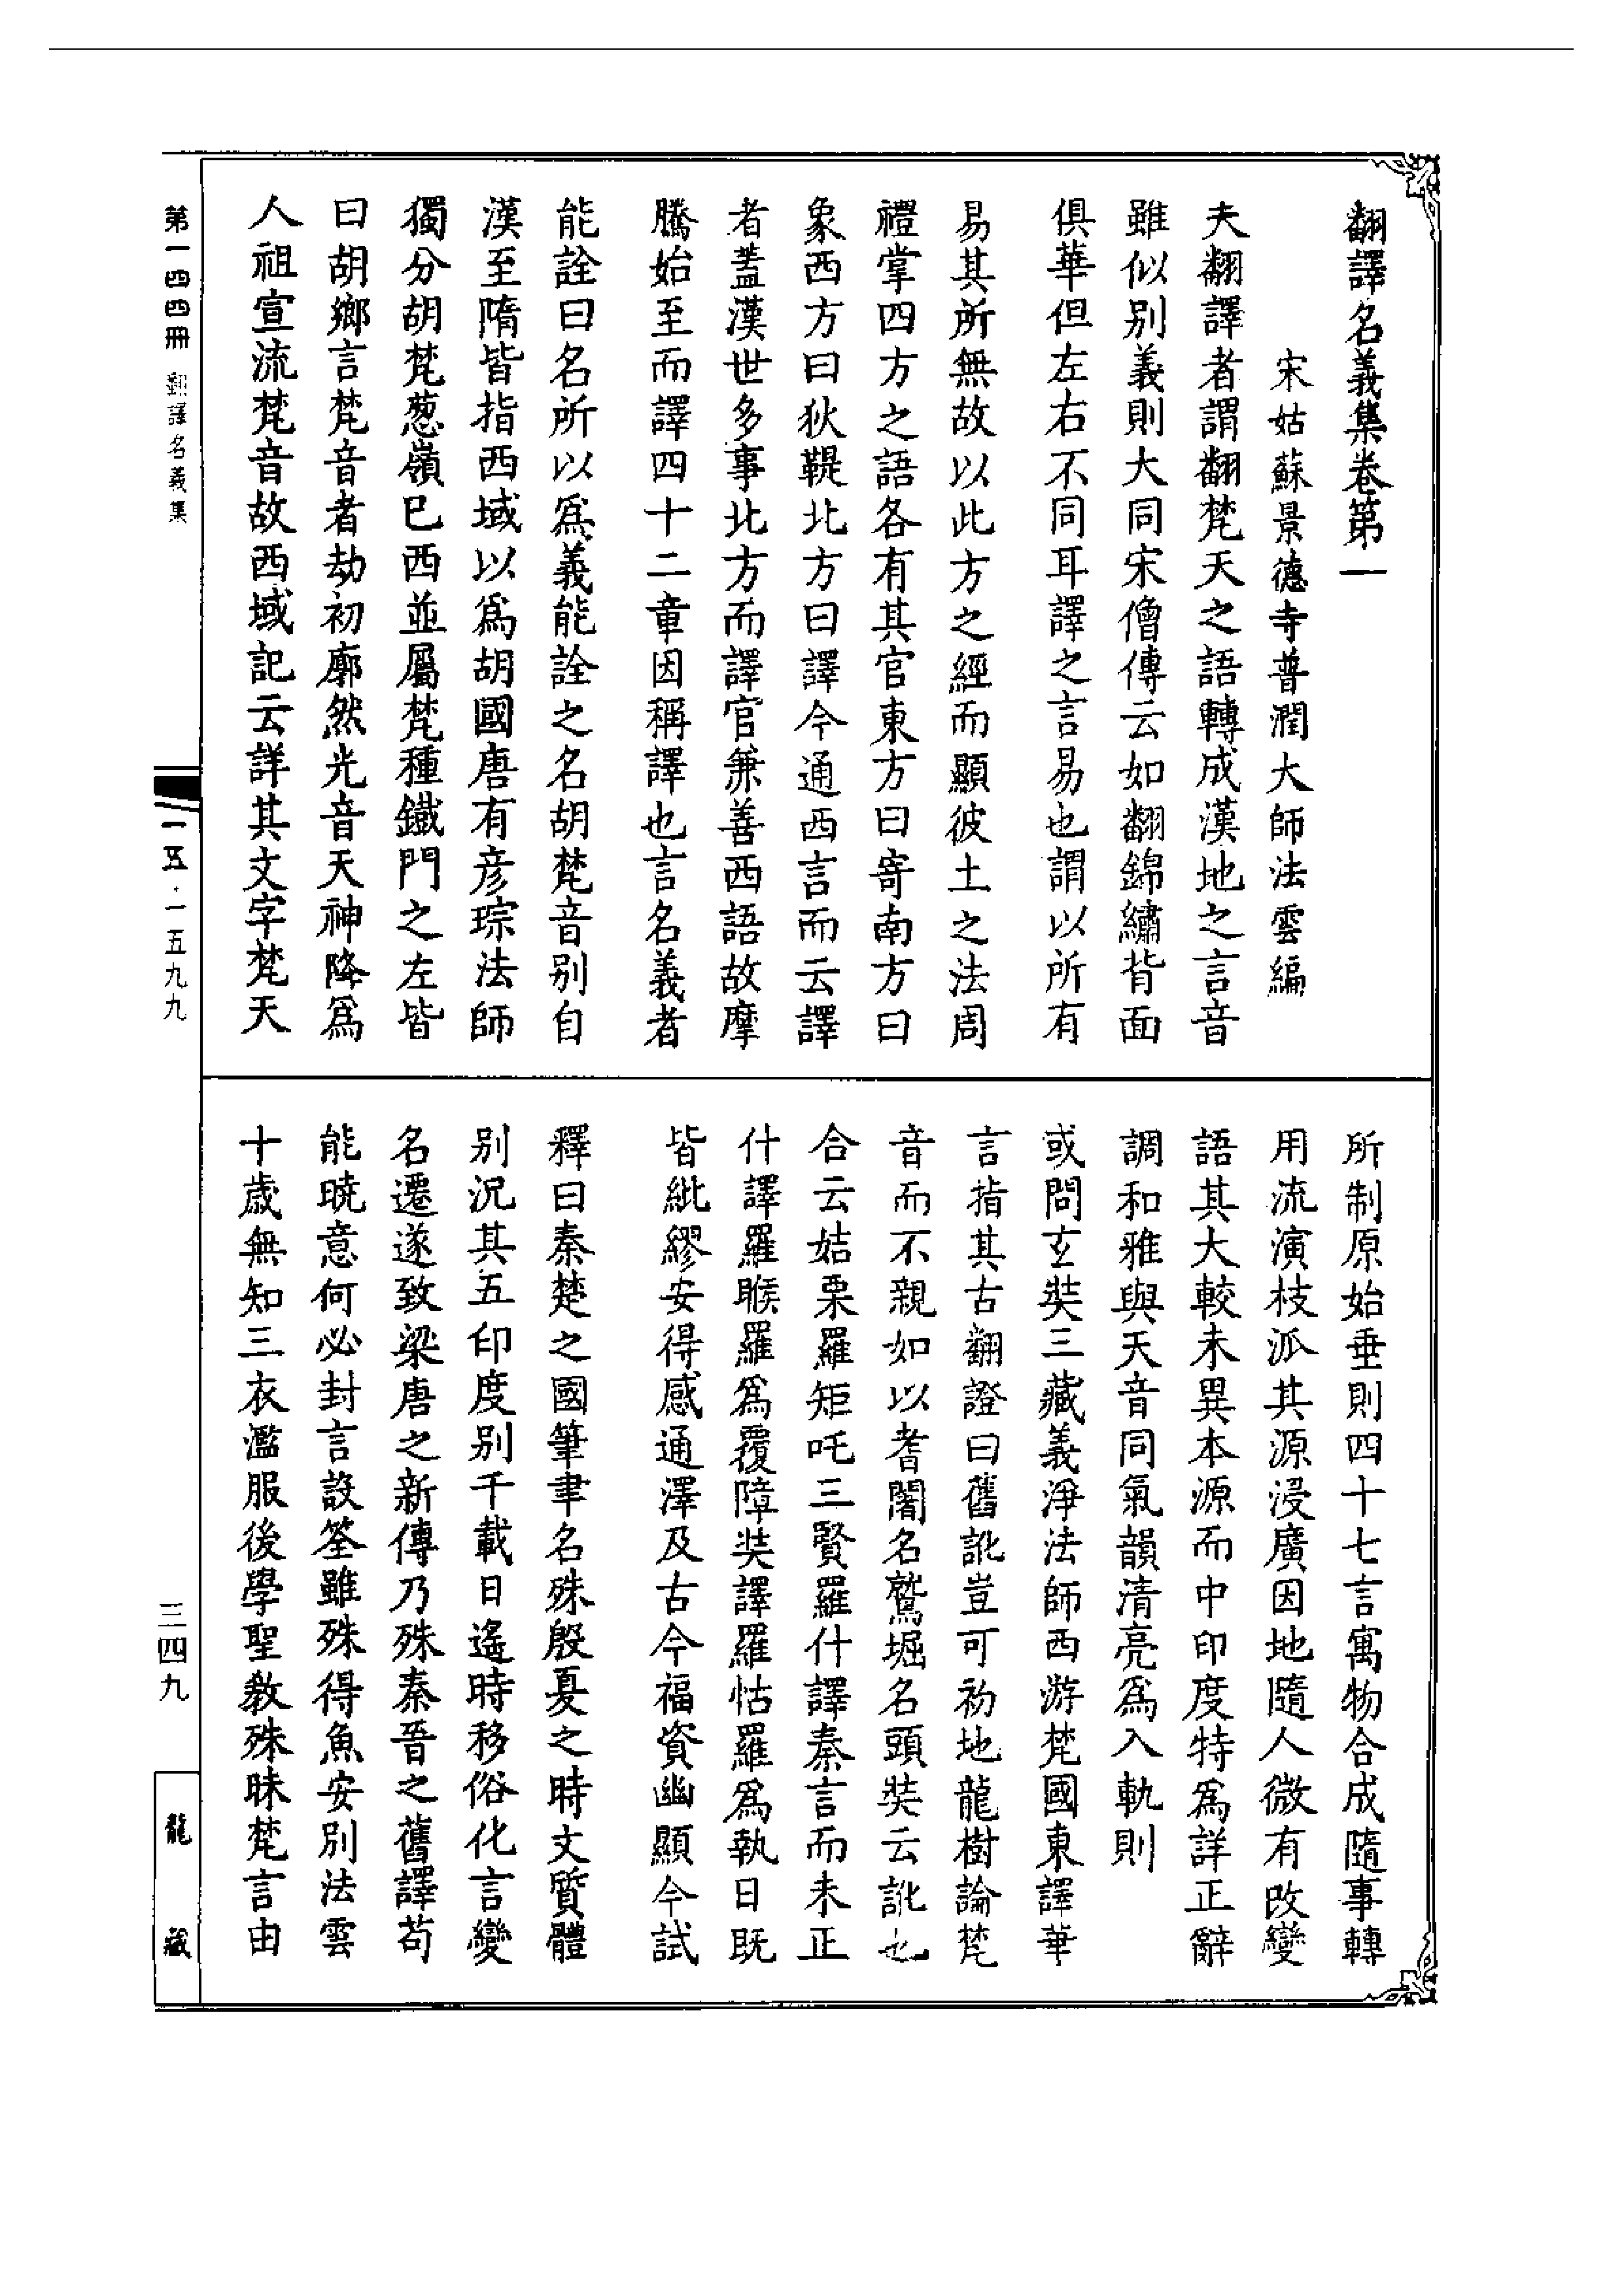 翻譯名義集卷第一
宋姑蘇景德寺普潤大師法雲編
夫翻譯者謂翻梵天之語轉成漢地之言音
雖似別義則大同宋僧傳云如翻錦繡背面
俱華但左右不同耳譯之言易也謂以所有
易其所無故以此方之經而顯彼土之法周
禮掌四方之語各有其官東方曰寄南方曰
象西方曰狄鞮北方曰譯今通西言而云譯
者蓋漢世多事北方而譯官兼善西語故摩
騰始至而譯四十二章因稱譯也言名義者
能詮曰名所以爲義能詮之名胡梵音别自
漢至隋皆指西域以爲胡國唐有彦琮法師
獨分胡梵葱嶺巳西並屬梵種鐵門之左皆
曰胡鄉言梵音者劫初廓然光音天神降爲
人祖宣流梵音故西域記云詳其文字梵天
所制原始垂則四十七言寓物合成隨事轉
用流演枝派其源浸廣因地隨人微有改變
語其大較未異本源而中印度特爲詳正辭
調和雅與天音同氣韻清亮爲人軌則
或問玄奘三藏義淨法師西游梵國東譯華
言指其古翻證曰舊訛豈可初地龍樹論梵
音而不親如以耆闍名鷲堀名頭奘云訛也
合云姞栗羅矩吒三賢羅什譯秦言而未正
什譯羅睺羅爲覆障奘譯羅怙羅爲執日既
皆紕繆安得感通澤及古今福資幽顯今試
釋曰秦楚之國筆聿名殊殷夏之時文質體
别況其五印度别千載日遙時移俗化言變
名遷遂致梁唐之新傳乃殊秦晉之舊譯苟
能曉意何必封言設筌雖殊得魚安別法雲
十歲無知三衣濫服後學聖教殊昧梵言由
第一四四冊 翻譯名義集
一五五·一五九九
三四九
龍藏